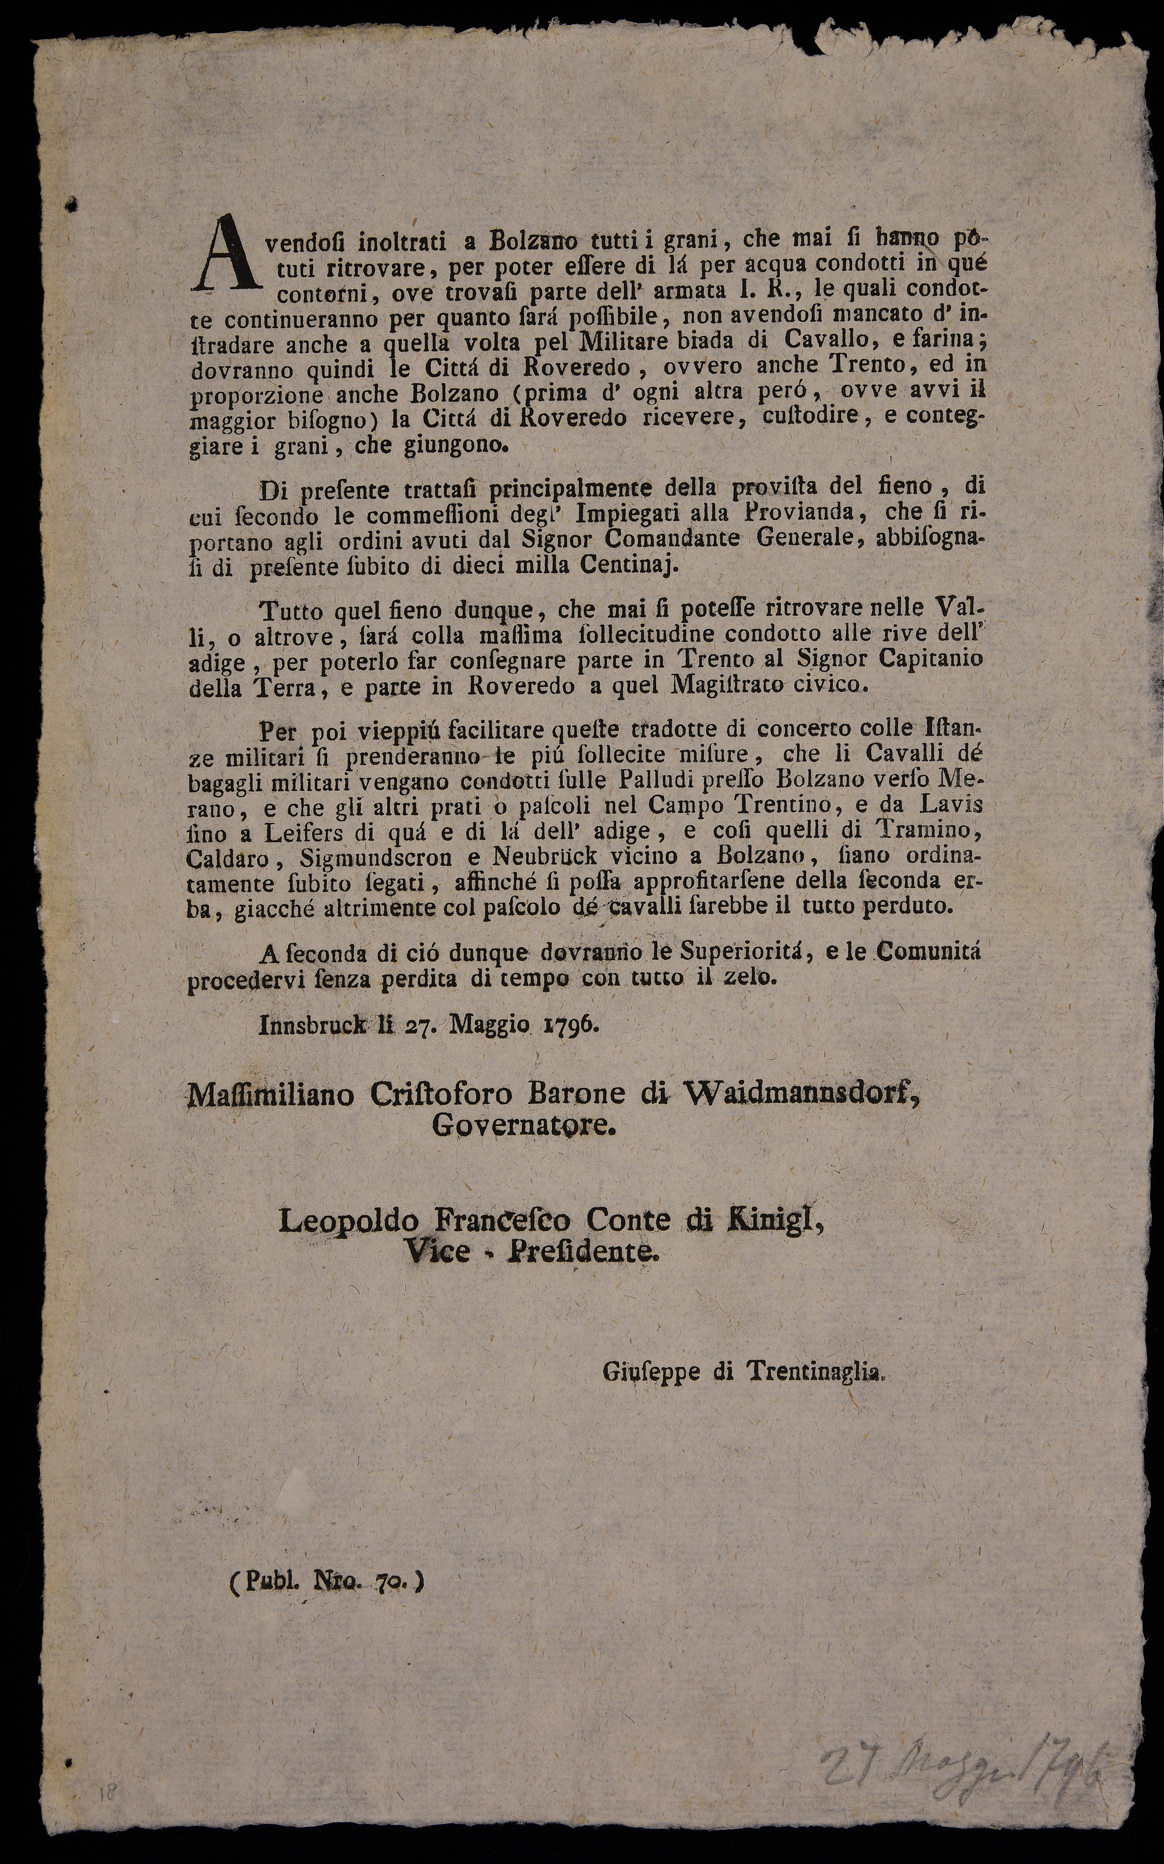 Avendoſi inoltrati a Bolzano tutti i grani, che mai ſi hanno po-
tuti ritrovare, per poter eſſere di lá per acqua condotti in qué
contorni, ove trovaſi parte dell' armata I. R., le quali condot-
te continueranno per quanto ſará poſſibile, non avendoſi mancato d' in-
ſtradare anche a quella volta pel Militare biada di Cavallo, e farina;
dovranno quindi le Cittá di Roveredo, ovvero anche Trento, ed in
proporzione anche Bolzano (prima d' ogni altra peró, ovve avvi il
maggior biſogno) la Cittá di Roveredo ricevere, cuſtodire, e conteg-
giare i grani, che giungono.
Di preſente trattaſi principalmente della proviſta del fieno, di
cui ſecondo le commeſſioni degl' Impiegati alla Provianda, che ſi ri-
portano agli ordini avuti dal Signor Comandante Generale, abbiſogna-
ſi di preſente ſubito di dieci milla Centinaj.
Tutto quel fieno dunque, che mai ſi poteſſe ritrovare nelle Val-
li, o altrove, ſará colla maſſima ſollecitudine condotto alle rive dell'
adige, per poterlo far conſegnare parte in Trento al Signor Capitanio
della Terra, e parte in Roveredo a quel Magiſtrato civico.
Per poi vieppiú facilitare queſte tradotte di concerto colle Iſtan-
ze militari ſi prenderanno le piú ſollecite miſure, che li Cavalli dé
bagagli militari vengano condotti ſulle Palludi preſſo Bolzano verſo Me-
rano, e che gli altri prati o paſcoli nel Campo Trentino, e da Lavis
ſino a Leifers di quá e di lá dell' adige, e coſi quelli di Tramino,
Caldaro, Sigmundscron e Neubrück vicino a Bolzano, ſiano ordina-
tamente ſubito ſegati, affinché ſi poſſa approfitarſene della ſeconda er-
ba, giacché altrimente col paſcolo dé cavalli ſarebbe il tutto perduto.
A ſeconda di ció dunque dovranno le Superioritá, e le Comunitá
procedervi ſenza perdita di tempo con tutto il zelo.
Innsbruck li 27. Maggio 1796.
Maſſimiliano Criſtoforo Barone di Waidmannsdorf,
Governatore.
Leopoldo Franceſco Conte di Kinigl,
Vice - Preſidente.
Giuſeppe di Trentinaglia.
(Publ. Nro. 70.)
27 Maggio 1796
18